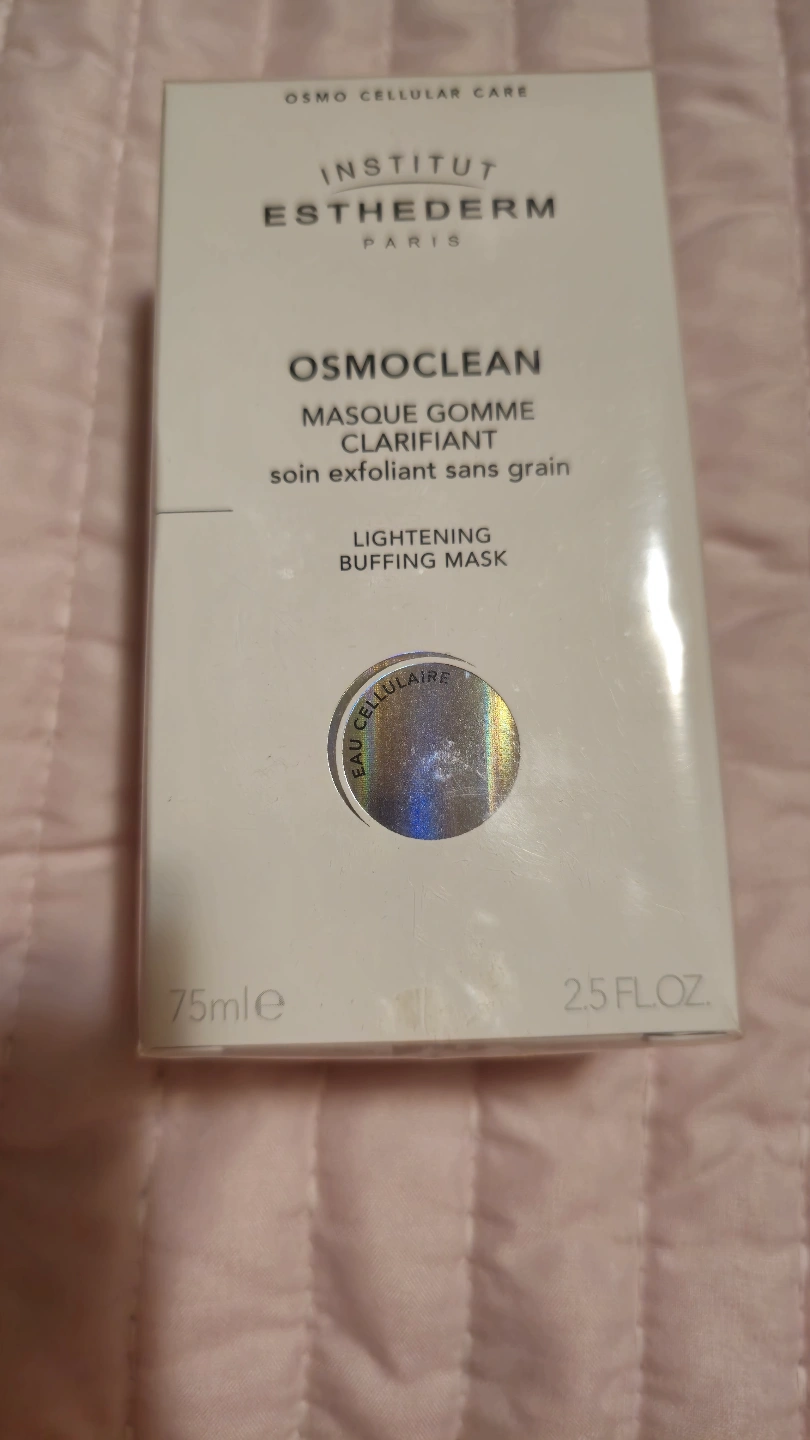 OSMO CELLULAR CARE
INSTITUT
ESTHEDERM
PARIS
OSMOCLEAN
MASQUE GOMME
CLARIFIANT
soin exfoliant sans grain
LIGHTENING
BUFFING MASK
EAU CELLULAIRE
75ml℮ 2.5 FL.OZ.